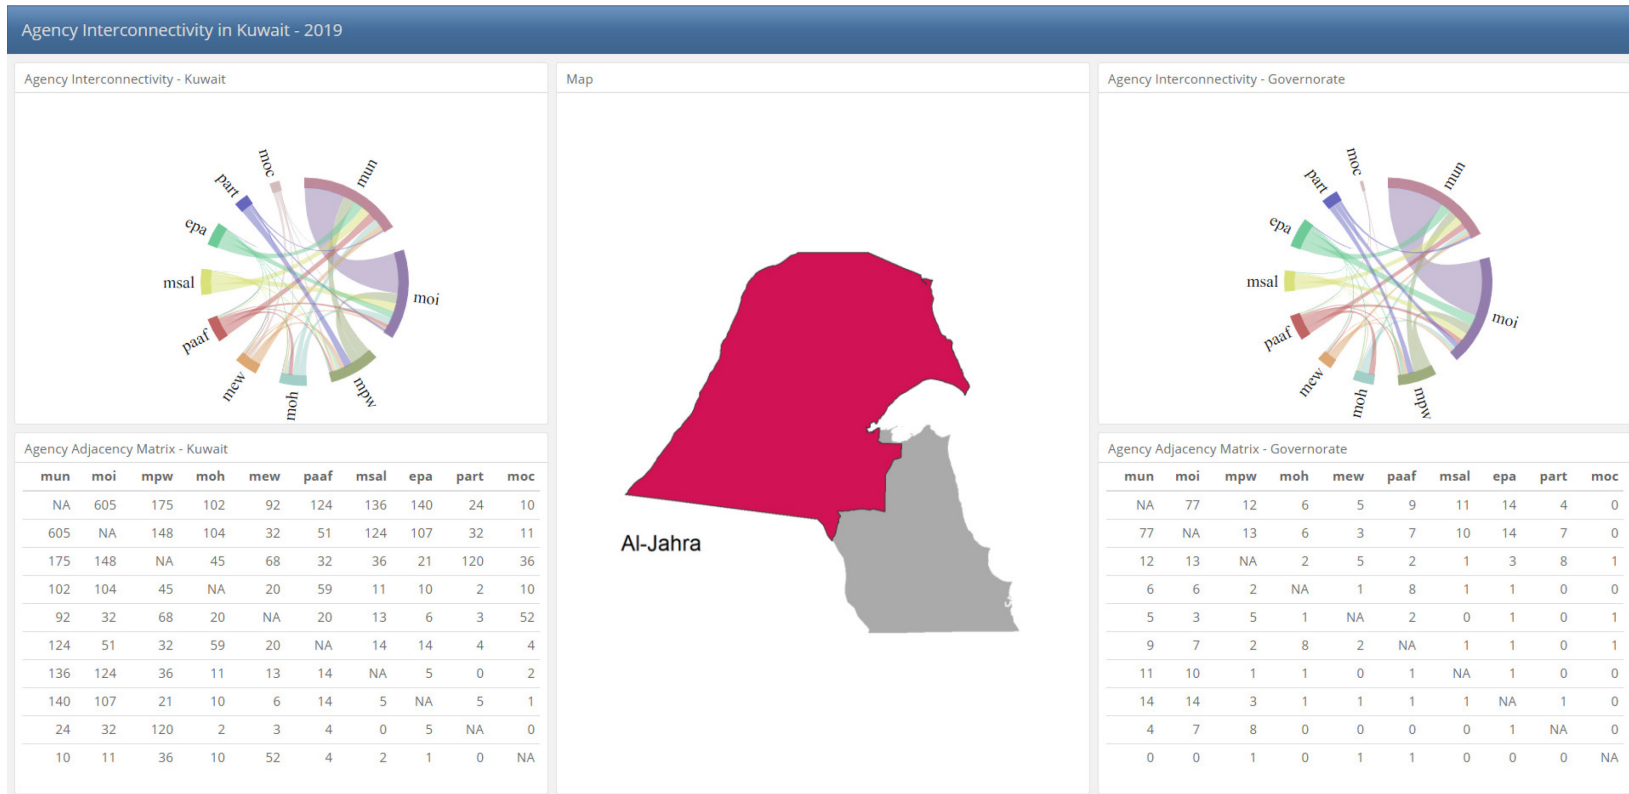 Agency Interconnectivity in Kuwait - 2019
Agency Interconnectivity - Kuwait
moc
mun
part
epa
msal
moi
paaf
mew
moh
mpw
Agency Adjacency Matrix - Kuwait
mun moi mpw moh mew paaf msal epa part moc
NA 605 175 102 92 124 136 140 24 10
605 NA 148 104 32 51 124 107 32 11
175 148 NA 45 68 32 36 21 120 36
102 104 45 NA 20 59 11 10 2 10
92 32 68 20 NA 20 13 6 3 52
124 51 32 59 20 NA 14 14 4 4
136 124 36 11 13 14 NA 5 0 2
140 107 21 10 6 14 5 NA 5 1
24 32 120 2 3 4 0 5 NA 0
10 11 36 10 52 4 2 1 0 NA
Map
Al-Jahra
Agency Interconnectivity - Governorate
moc
mun
part
epa
msal
moi
paaf
mew
moh
mpw
Agency Adjacency Matrix - Governorate
mun moi mpw moh mew paaf msal epa part moc
NA 77 12 6 5 9 11 14 4 0
77 NA 13 6 3 7 10 14 7 0
12 13 NA 2 5 2 1 3 8 1
6 6 2 NA 1 8 1 1 0 0
5 3 5 1 NA 2 0 1 0 1
9 7 2 8 2 NA 1 1 0 1
11 10 1 1 0 1 NA 1 0 0
14 14 3 1 1 1 1 NA 1 0
4 7 8 0 0 0 0 1 NA 0
0 0 1 0 1 1 0 0 0 NA